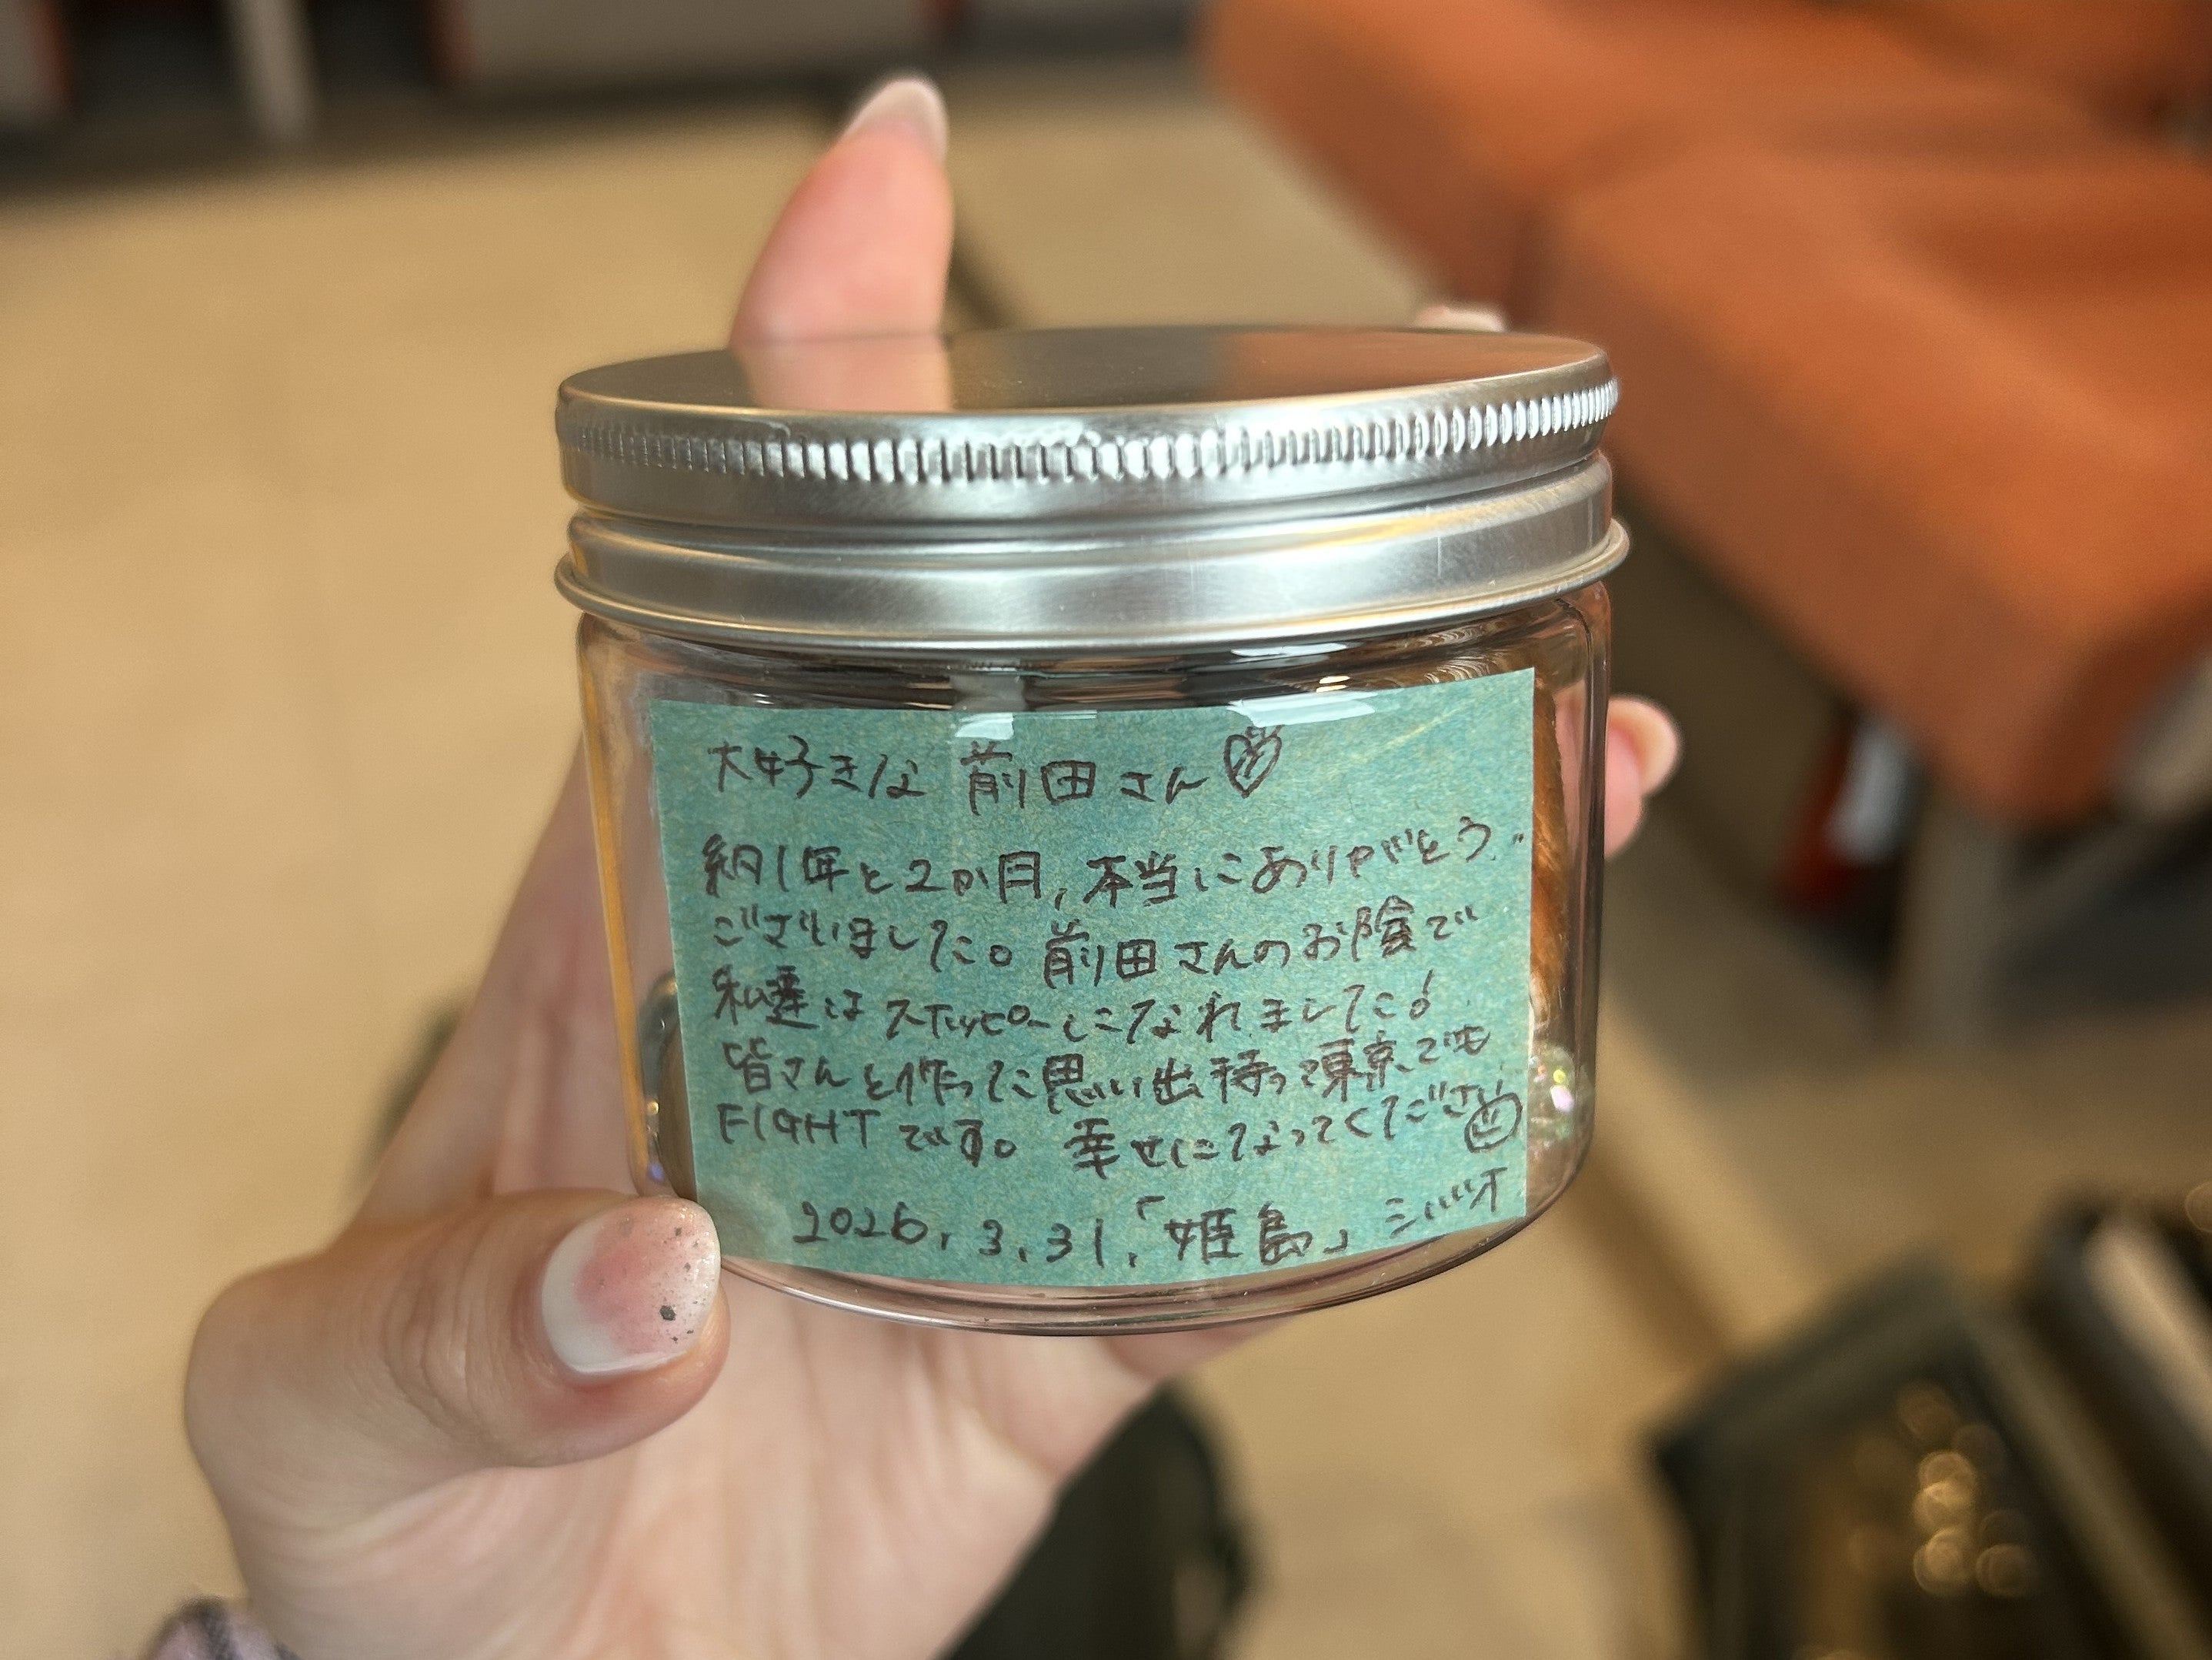 大好きな 前田さん♡
約1年と2か月、本当にありがとう
ございました。前田さんのお陰で
私達はスホッピーになれました!
皆さんと作った思い出持って東京でも
FIGHTです。幸せになってくださいい
2026.3.31.「姫島」